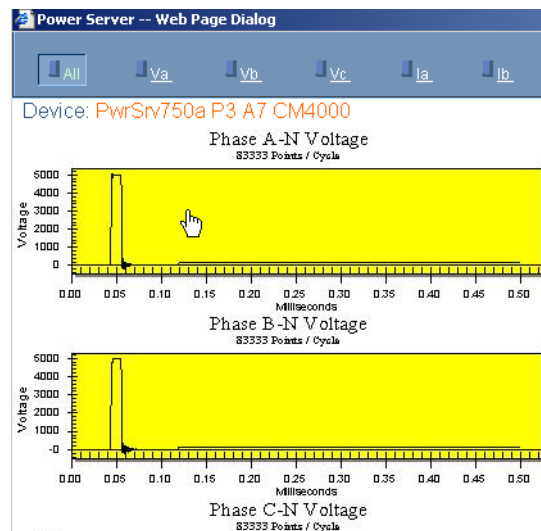 Power Server -- Web Page Dialog
All Va Vb Vc Ia Ib
Device: PwrSrv750a P3 A7 CM4000
Phase A-N Voltage
83333 Points / Cycle
Voltage
5000
4000
3000
2000
1000
0
0.00 0.05 0.10 0.15 0.20 0.25 0.30 0.35 0.40 0.45 0.50
Milliseconds
Phase B-N Voltage
83333 Points / Cycle
Voltage
5000
4000
3000
2000
1000
-0
0.00 0.05 0.10 0.15 0.20 0.25 0.30 0.35 0.40 0.45 0.50
Milliseconds
Phase C-N Voltage
83333 Points / Cycle